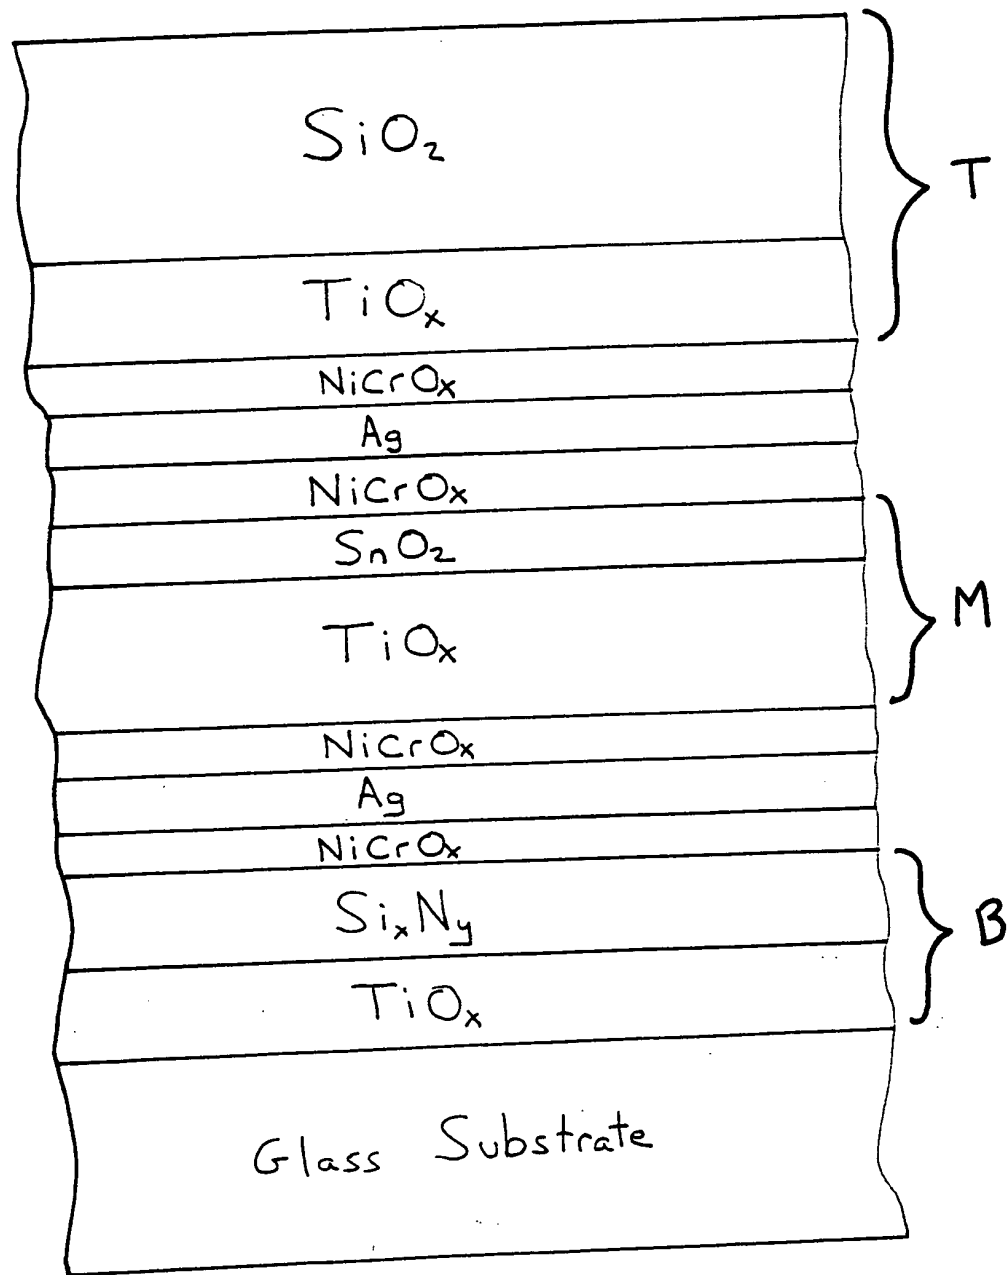 SiO₂
T
TiOₓ
NiCrOₓ
Ag
NiCrOₓ
SnO₂
M
TiOₓ
NiCrOₓ
Ag
NiCrOₓ
SiₓNy
B
TiOₓ
Glass Substrate